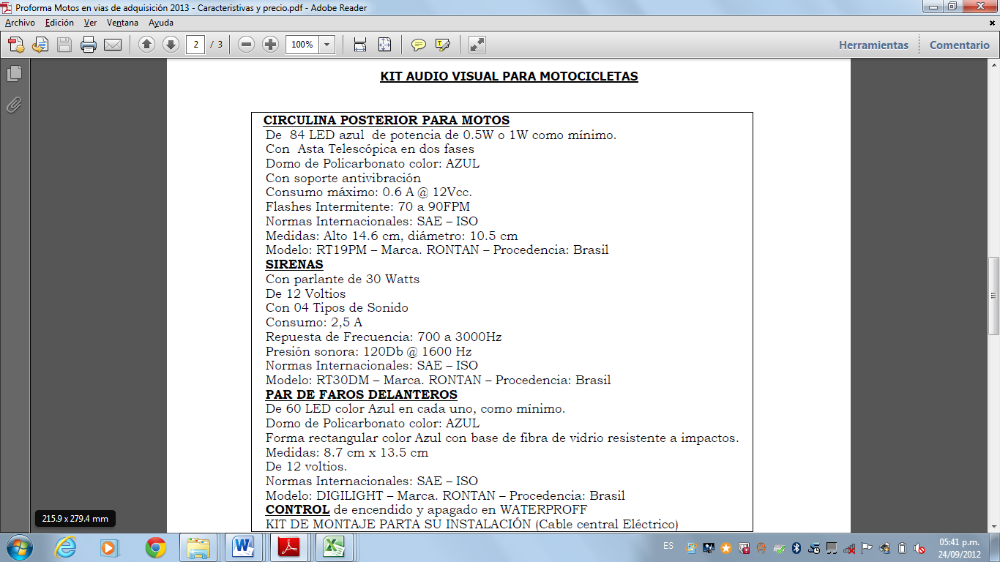 Proforma Motos en vias de adquisición 2013 - Caracteristivas y precio.pdf - Adobe Reader
Archivo Edición Ver Ventana Ayuda
2 / 3 100% Herramientas Comentario
KIT AUDIO VISUAL PARA MOTOCICLETAS
CIRCULINA POSTERIOR PARA MOTOS
De 84 LED azul de potencia de 0.5W o 1W como mínimo.
Con Asta Telescópica en dos fases
Domo de Policarbonato color: AZUL
Con soporte antivibración
Consumo máximo: 0.6 A @ 12Vcc.
Flashes Intermitente: 70 a 90FPM
Normas Internacionales: SAE – ISO
Medidas: Alto 14.6 cm, diámetro: 10.5 cm
Modelo: RT19PM – Marca. RONTAN – Procedencia: Brasil
SIRENAS
Con parlante de 30 Watts
De 12 Voltios
Con 04 Tipos de Sonido
Consumo: 2,5 A
Repuesta de Frecuencia: 700 a 3000Hz
Presión sonora: 120Db @ 1600 Hz
Normas Internacionales: SAE – ISO
Modelo: RT30DM – Marca. RONTAN – Procedencia: Brasil
PAR DE FAROS DELANTEROS
De 60 LED color Azul en cada uno, como mínimo.
Domo de Policarbonato color: AZUL
Forma rectangular color Azul con base de fibra de vidrio resistente a impactos.
Medidas: 8.7 cm x 13.5 cm
De 12 voltios.
Normas Internacionales: SAE – ISO
Modelo: DIGILIGHT – Marca. RONTAN – Procedencia: Brasil
CONTROL de encendido y apagado en WATERPROFF
KIT DE MONTAJE PARTA SU INSTALACIÓN (Cable central Eléctrico)
215.9 x 279.4 mm
ES
05:41 p.m.
24/09/2012